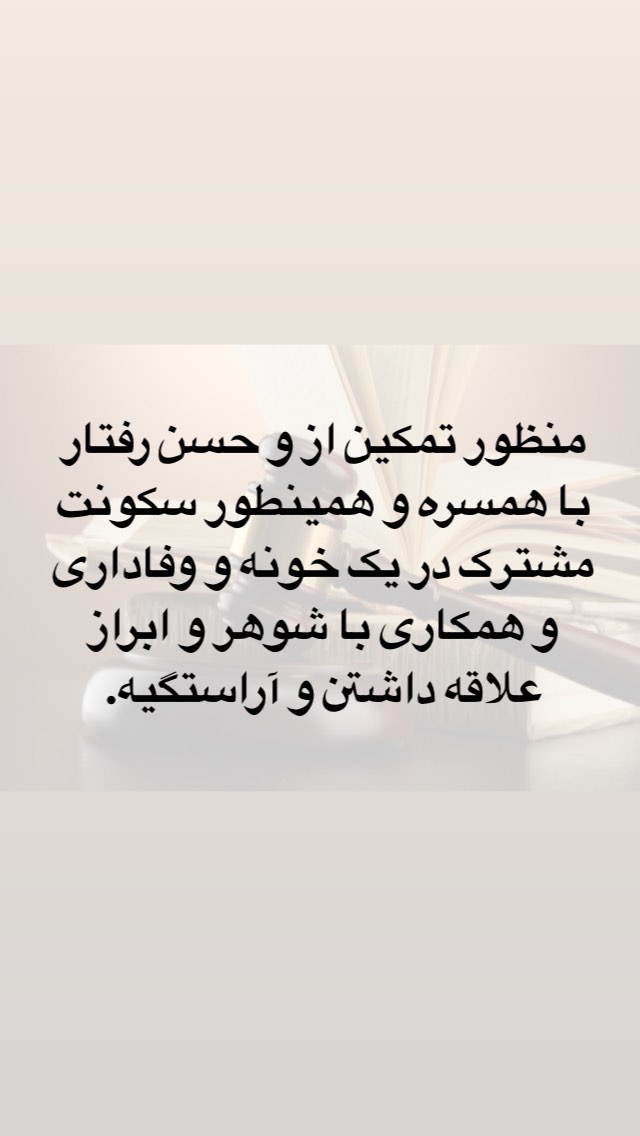 منظور تمکین از و حسن رفتار
با همسره و همینطور سکونت
مشترک در یک خونه و وفاداری
و همکاری با شوهر و ابراز
علاقه داشتن و آراستگیه.